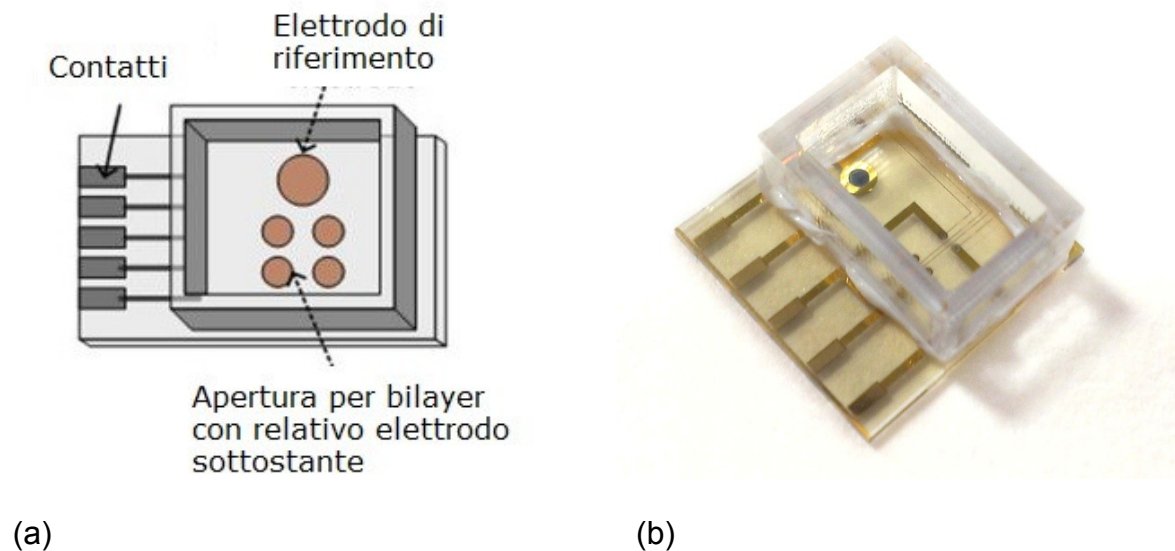 Elettrodo di
riferimento
Contatti
Apertura per bilayer
con relativo elettrodo
sottostante
(a)
(b)